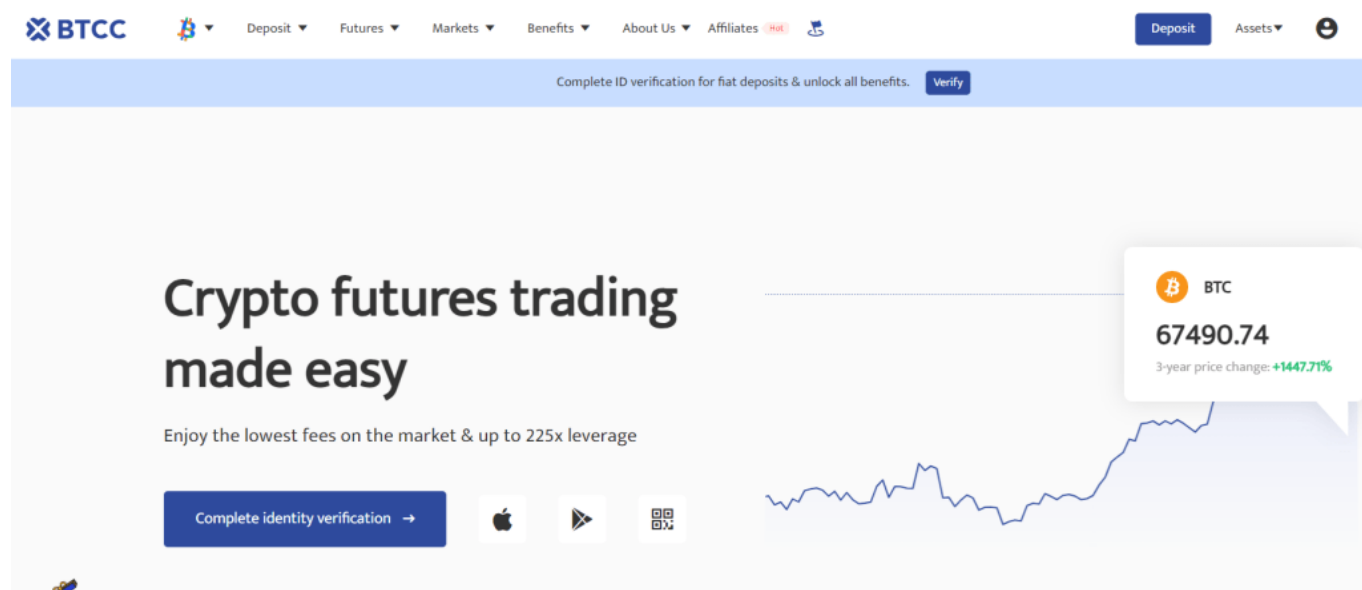 BTCC
Deposit
Futures
Markets
Benefits
About Us
Affiliates Hot
Deposit
Assets
Complete ID verification for fiat deposits & unlock all benefits. Verify
Crypto futures trading
made easy
Enjoy the lowest fees on the market & up to 225x leverage
Complete identity verification →
BTC
67490.74
3-year price change: +1447.71%